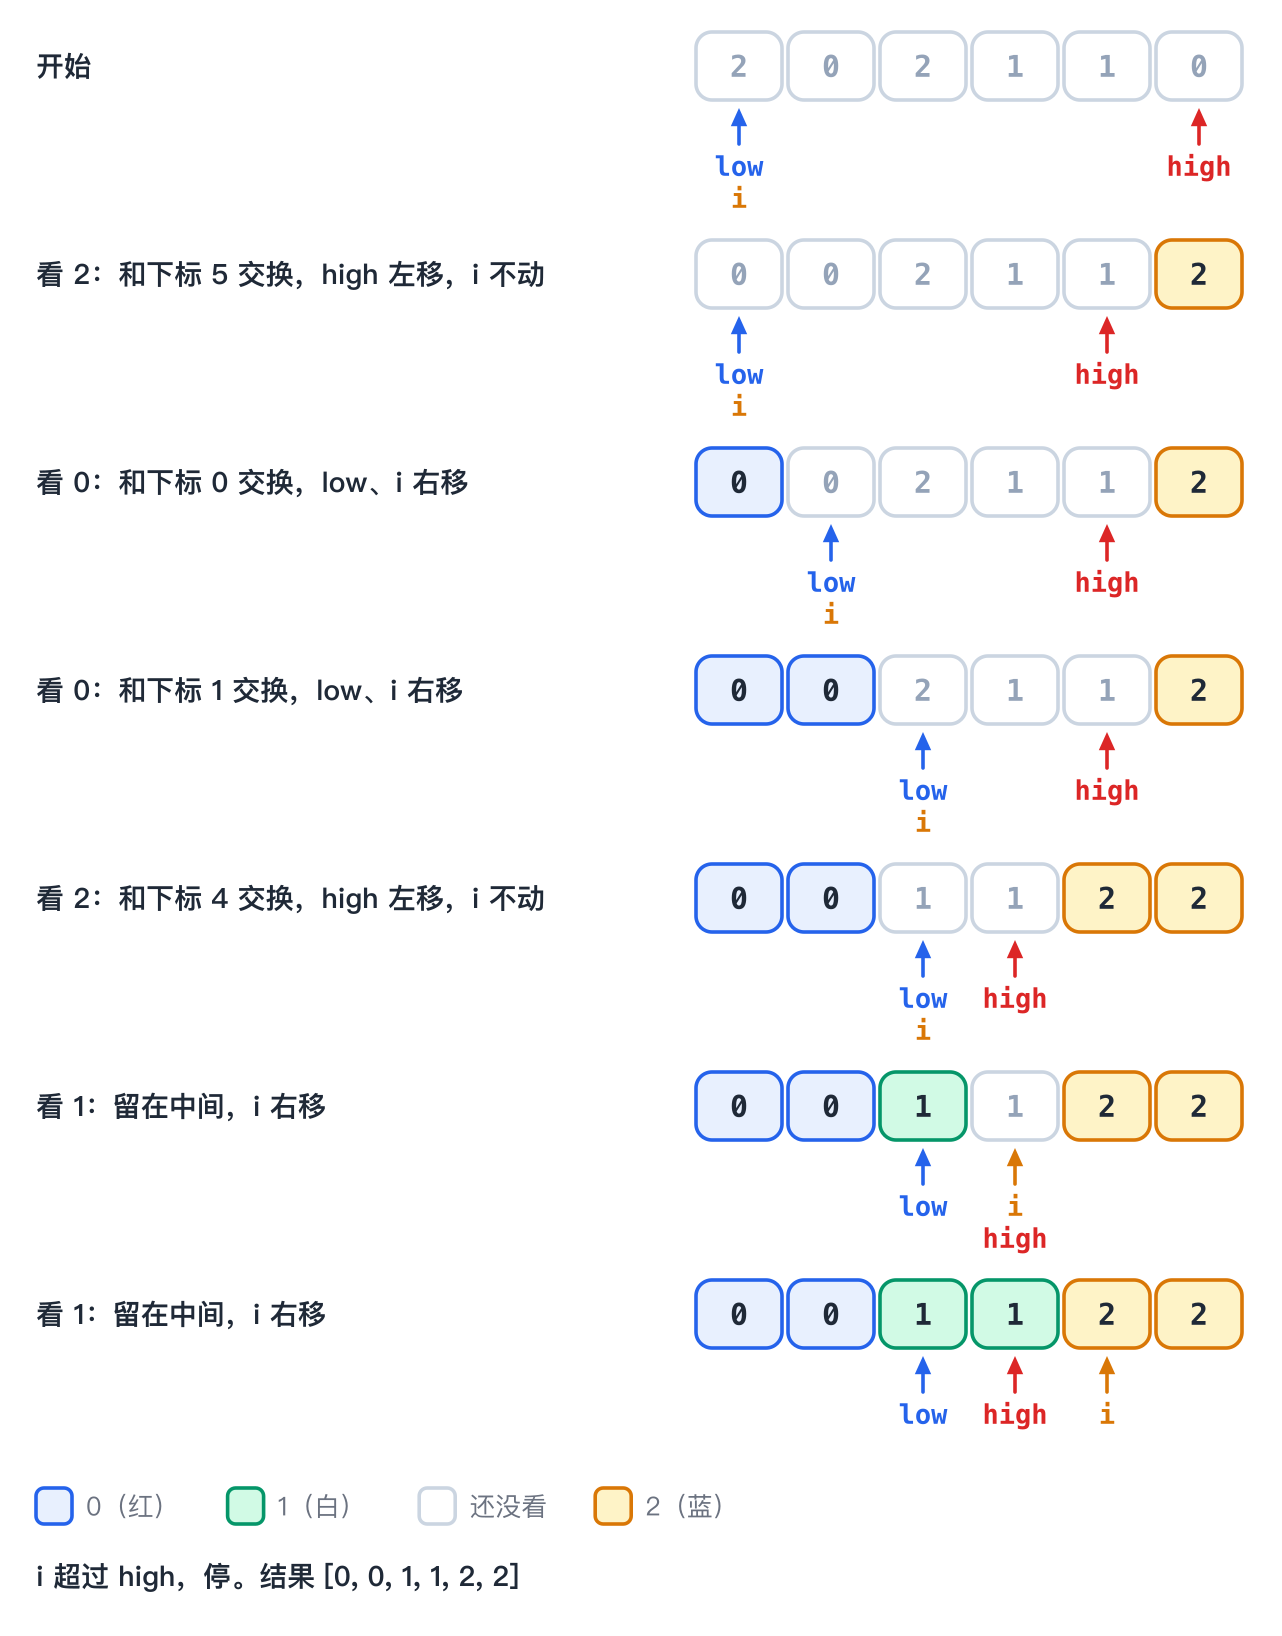 开始
2 0 2 1 1 0
low high
i
看 2：和下标 5 交换，high 左移，i 不动
0 0 2 1 1 2
low high
i
看 0：和下标 0 交换，low、i 右移
0 0 2 1 1 2
low high
i
看 0：和下标 1 交换，low、i 右移
0 0 2 1 1 2
low high
i
看 2：和下标 4 交换，high 左移，i 不动
0 0 1 1 2 2
low high
i
看 1：留在中间，i 右移
0 0 1 1 2 2
low i
high
看 1：留在中间，i 右移
0 0 1 1 2 2
low high i
0（红） 1（白） 还没看 2（蓝）
i 超过 high，停。结果 [0, 0, 1, 1, 2, 2]